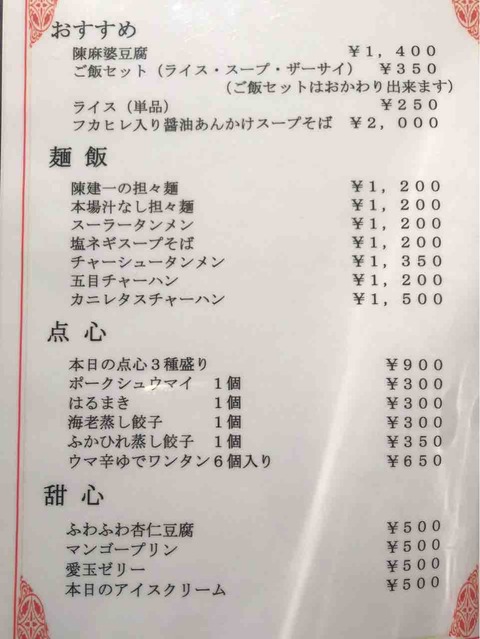 おすすめ
陳麻婆豆腐 ￥１，４００
ご飯セット（ライス・スープ・ザーサイ） ￥３５０
（ご飯セットはおかわり出来ます）
ライス（単品） ￥２５０
フカヒレ入り醤油あんかけスープそば ￥２，０００
麺 飯
陳建一の担々麺 ￥１，２００
本場汁なし担々麺 ￥１，２００
スーラータンメン ￥１，２００
塩ネギスープそば ￥１，２００
チャーシュータンメン ￥１，３５０
五目チャーハン ￥１，２００
カニレタスチャーハン ￥１，５００
点 心
本日の点心３種盛り ￥９００
ポークシュウマイ １個 ￥３００
はるまき １個 ￥３００
海老蒸し餃子 １個 ￥３００
ふかひれ蒸し餃子 １個 ￥３５０
ウマ辛ゆでワンタン６個入り ￥６５０
甜 心
ふわふわ杏仁豆腐 ￥５００
マンゴープリン ￥５００
愛玉ゼリー ￥５００
本日のアイスクリーム ￥５００